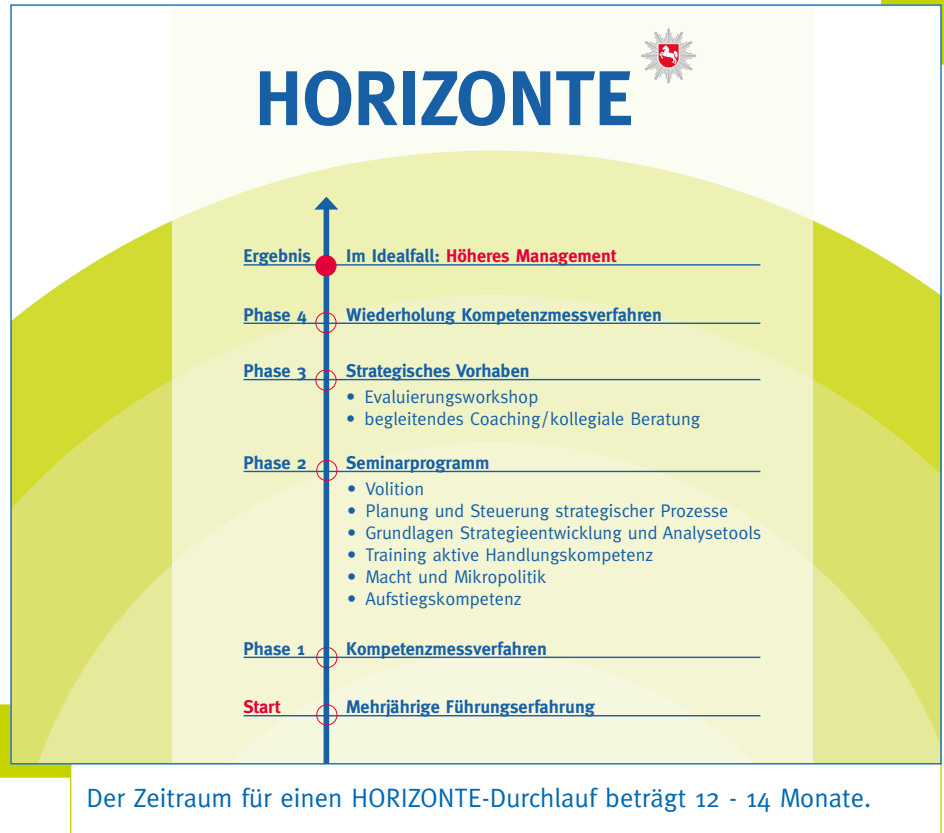 HORIZONTE
Ergebnis Im Idealfall: Höheres Management
Phase 4 Wiederholung Kompetenzmessverfahren
Phase 3 Strategisches Vorhaben
• Evaluierungsworkshop
• begleitendes Coaching/kollegiale Beratung
Phase 2 Seminarprogramm
• Volition
• Planung und Steuerung strategischer Prozesse
• Grundlagen Strategieentwicklung und Analysetools
• Training aktive Handlungskompetenz
• Macht und Mikropolitik
• Aufstiegskompetenz
Phase 1 Kompetenzmessverfahren
Start Mehrjährige Führungserfahrung
Der Zeitraum für einen HORIZONTE-Durchlauf beträgt 12 - 14 Monate.